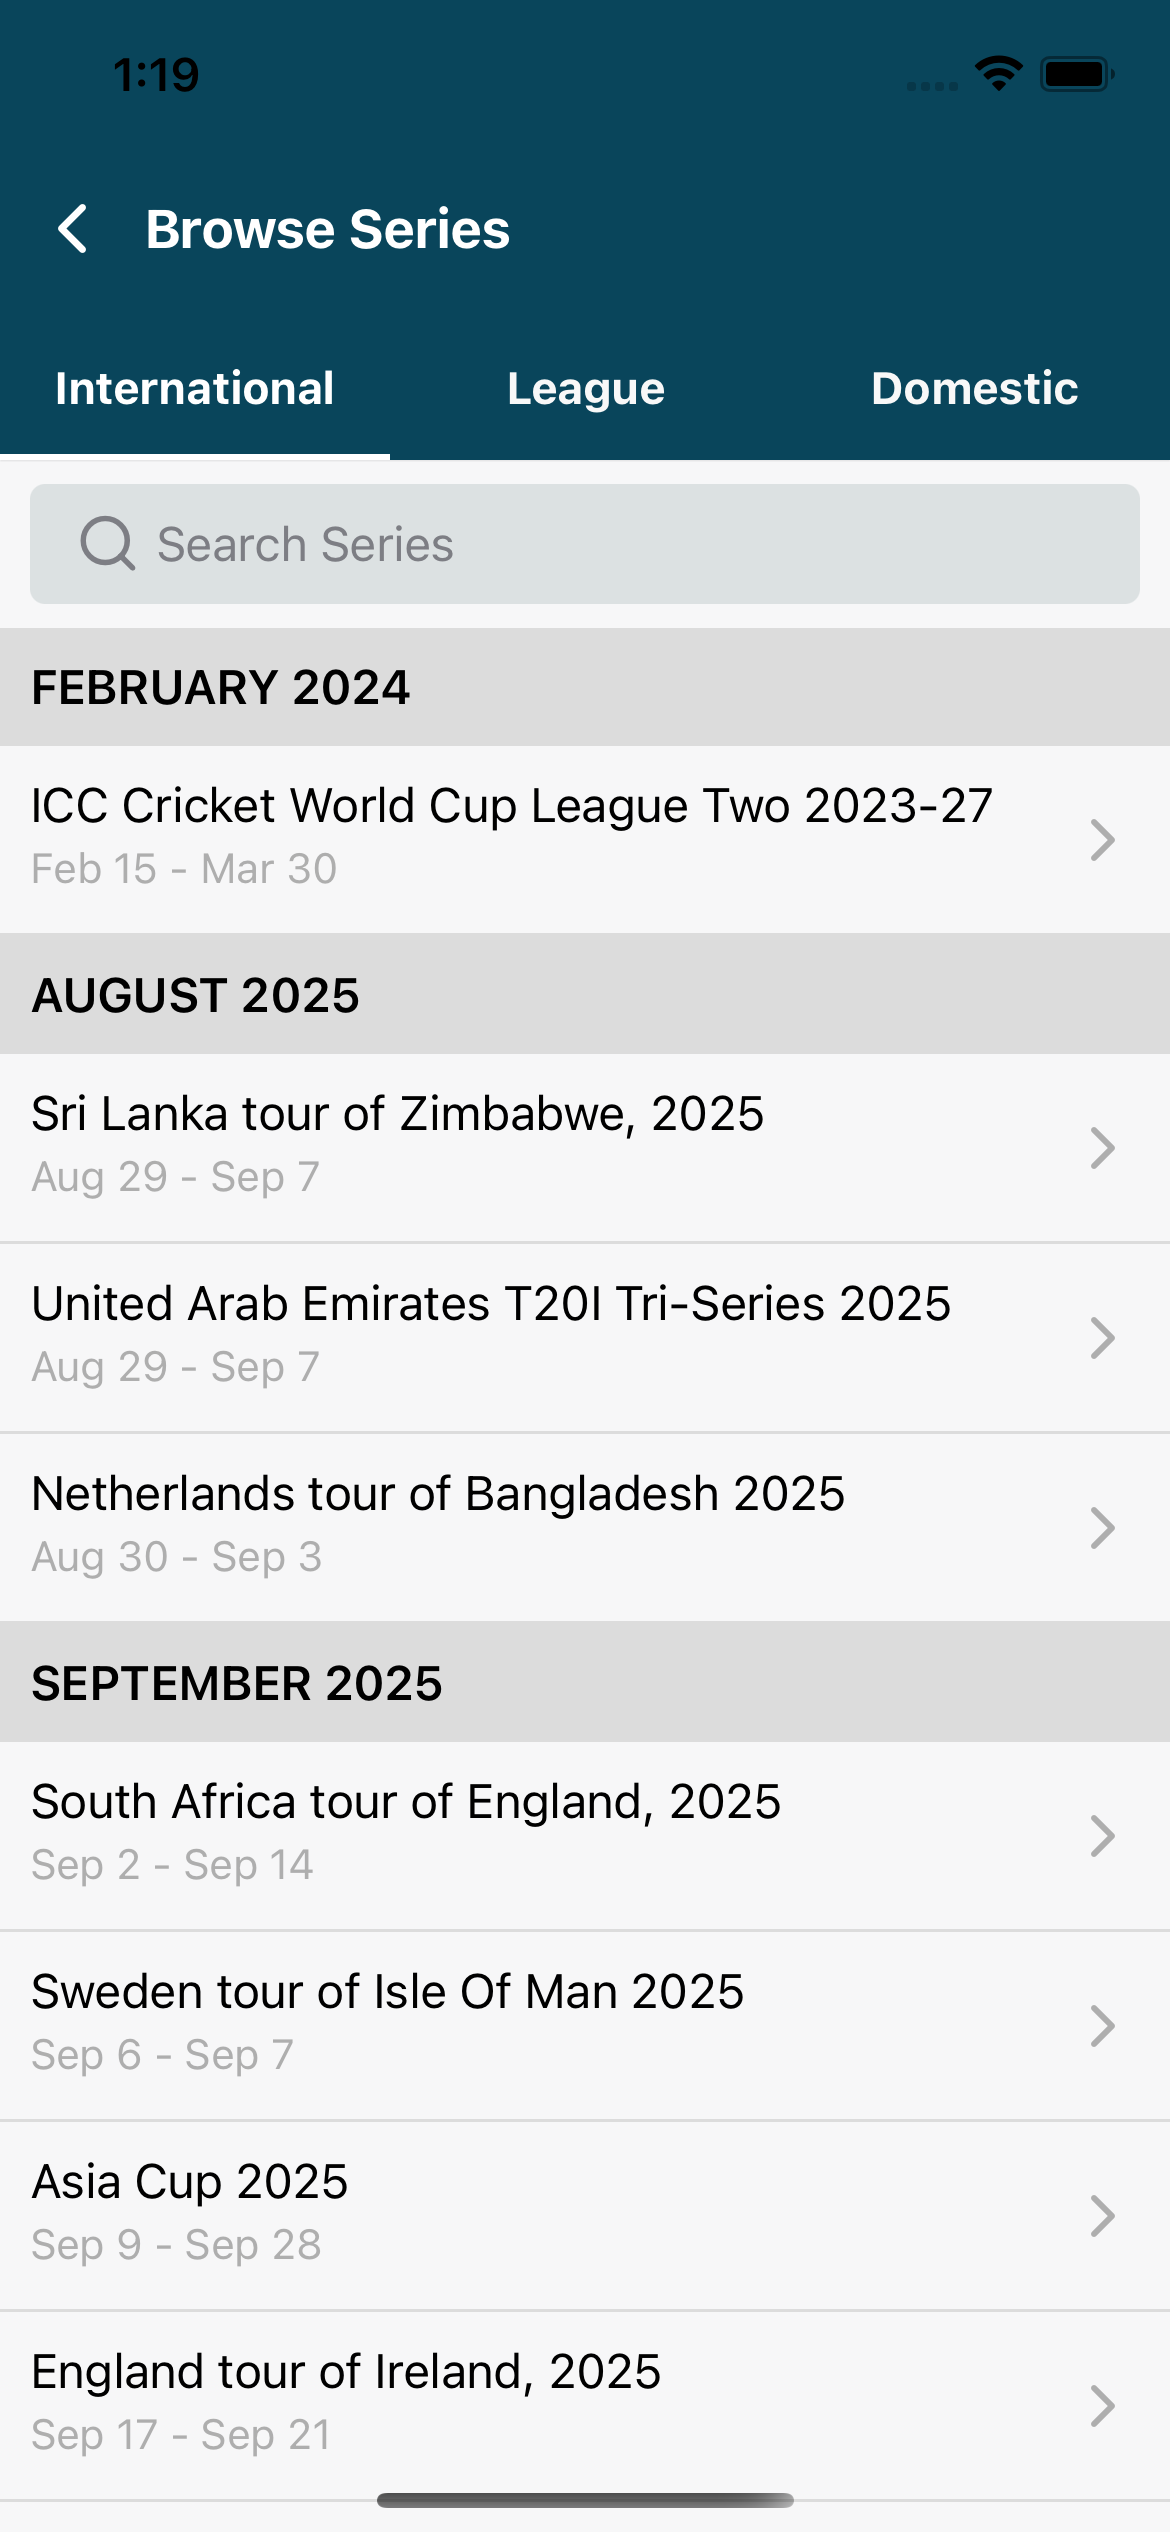 1:19
Browse Series
International
League
Domestic
Search Series
FEBRUARY 2024
ICC Cricket World Cup League Two 2023-27
Feb 15 - Mar 30
AUGUST 2025
Sri Lanka tour of Zimbabwe, 2025
Aug 29 - Sep 7
United Arab Emirates T20I Tri-Series 2025
Aug 29 - Sep 7
Netherlands tour of Bangladesh 2025
Aug 30 - Sep 3
SEPTEMBER 2025
South Africa tour of England, 2025
Sep 2 - Sep 14
Sweden tour of Isle Of Man 2025
Sep 6 - Sep 7
Asia Cup 2025
Sep 9 - Sep 28
England tour of Ireland, 2025
Sep 17 - Sep 21